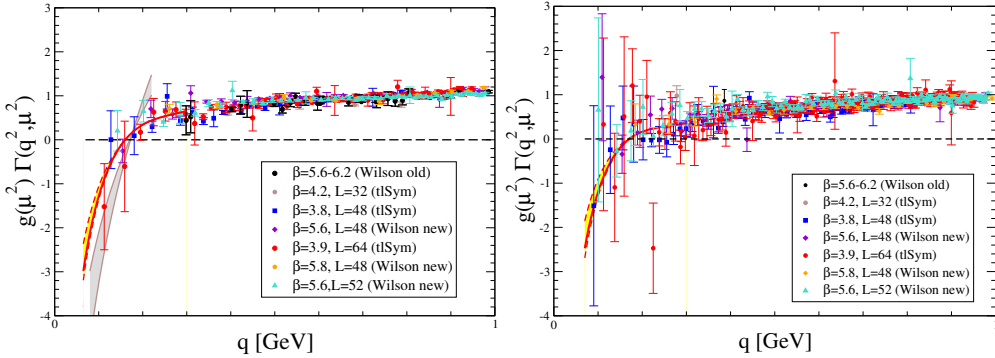 3
2
1
0
-1
-2
-3
-4
0
1
q [GeV]
g(μ²) Γ(q²,μ²)
β=5.6-6.2 (Wilson old)
β=4.2, L=32 (tlSym)
β=3.8, L=48 (tlSym)
β=5.6, L=48 (Wilson new)
β=3.9, L=64 (tlSym)
β=5.8, L=48 (Wilson new)
β=5.6,L=52 (Wilson new)
3
2
1
0
-1
-2
-3
-4
0
1
q [GeV]
g(μ²) Γ(q²,μ²)
β=5.6-6.2 (Wilson old)
β=4.2, L=32 (tlSym)
β=3.8, L=48 (tlSym)
β=5.6, L=48 (Wilson new)
β=3.9, L=64 (tlSym)
β=5.8, L=48 (Wilson new)
β=5.6, L=52 (Wilson new)